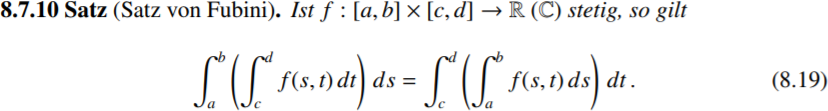 8.7.10 Satz (Satz von Fubini). Ist f : [a, b] × [c, d] → ℝ (ℂ) stetig, so gilt
∫_a^b (∫_c^d f(s, t) dt) ds = ∫_c^d (∫_a^b f(s, t) ds) dt . (8.19)